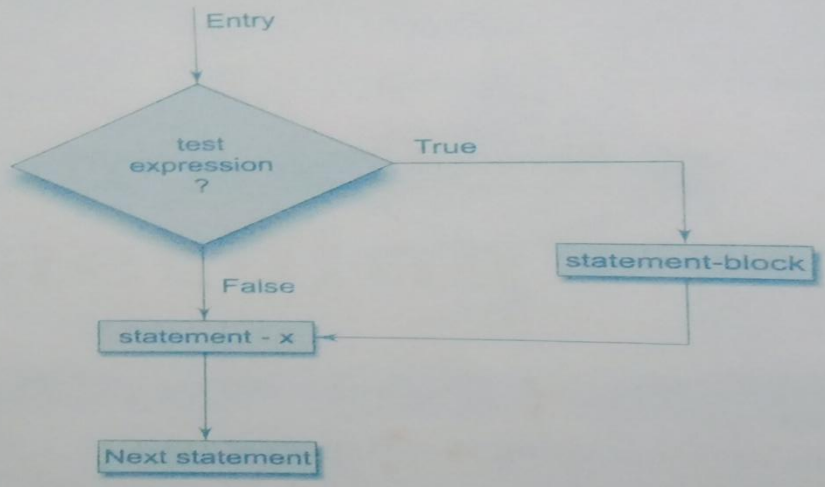 Entry
test
expression
?
True
statement-block
False
statement - x
Next statement